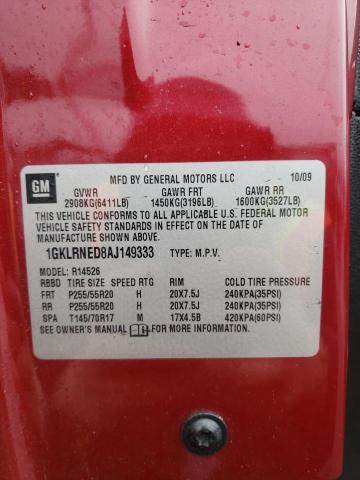 GM
MFD BY GENERAL MOTORS LLC 10/09
GVWR GAWR FRT GAWR RR
2908KG(6411LB) 1450KG(3196LB) 1600KG(3527LB)
THIS VEHICLE CONFORMS TO ALL APPLICABLE U.S. FEDERAL MOTOR
VEHICLE SAFETY STANDARDS IN EFFECT ON THE DATE OF
MANUFACTURE SHOWN ABOVE.
1GKLRNED8AJ149333 TYPE: M.P.V.
MODEL: R14526
RBBD TIRE SIZE SPEED RTG RIM COLD TIRE PRESSURE
FRT P255/55R20 H 20X7.5J 240KPA(35PSI)
RR P255/55R20 H 20X7.5J 240KPA(35PSI)
SPA T145/70R17 M 17X4.5B 420KPA(60PSI)
SEE OWNER'S MANUAL FOR MORE INFORMATION.